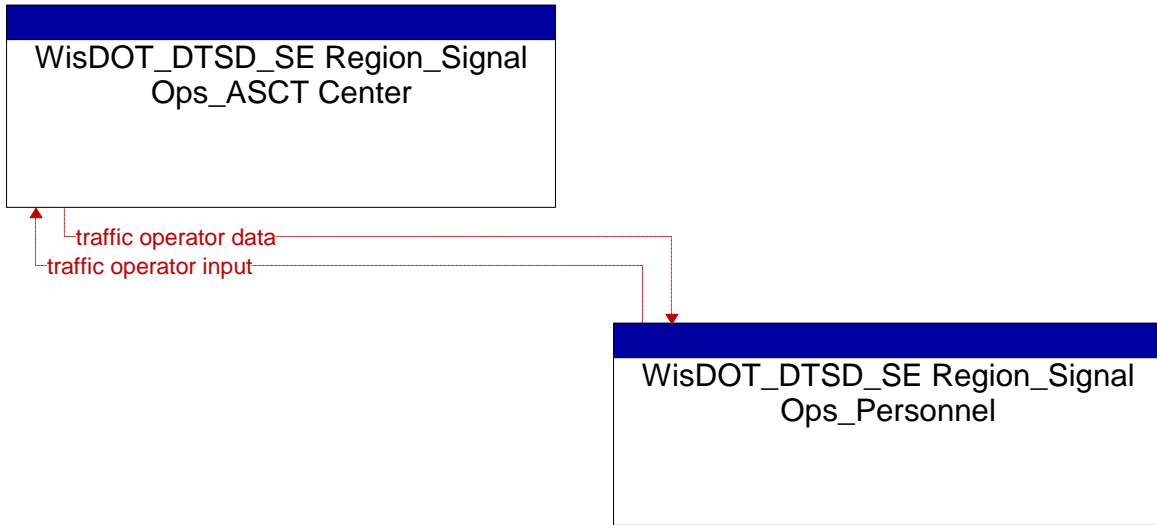 WisDOT_DTSD_SE Region_Signal
Ops_ASCT Center
traffic operator data
traffic operator input
WisDOT_DTSD_SE Region_Signal
Ops_Personnel